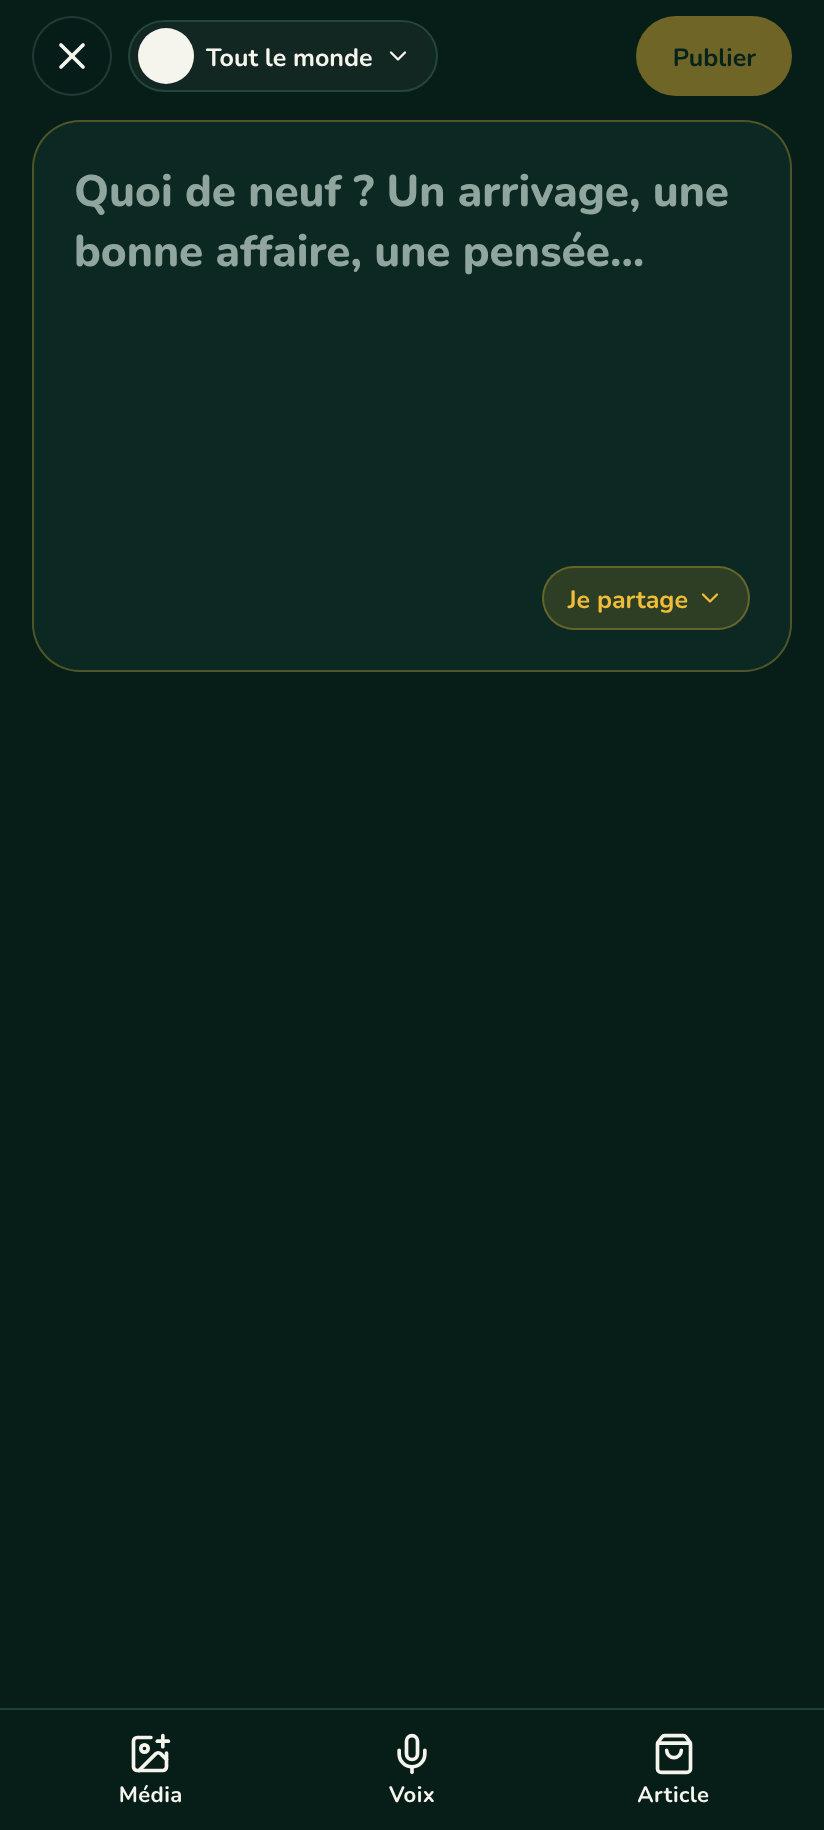 Tout le monde
Publier
Quoi de neuf ? Un arrivage, une
bonne affaire, une pensée...
Je partage
Média
Voix
Article